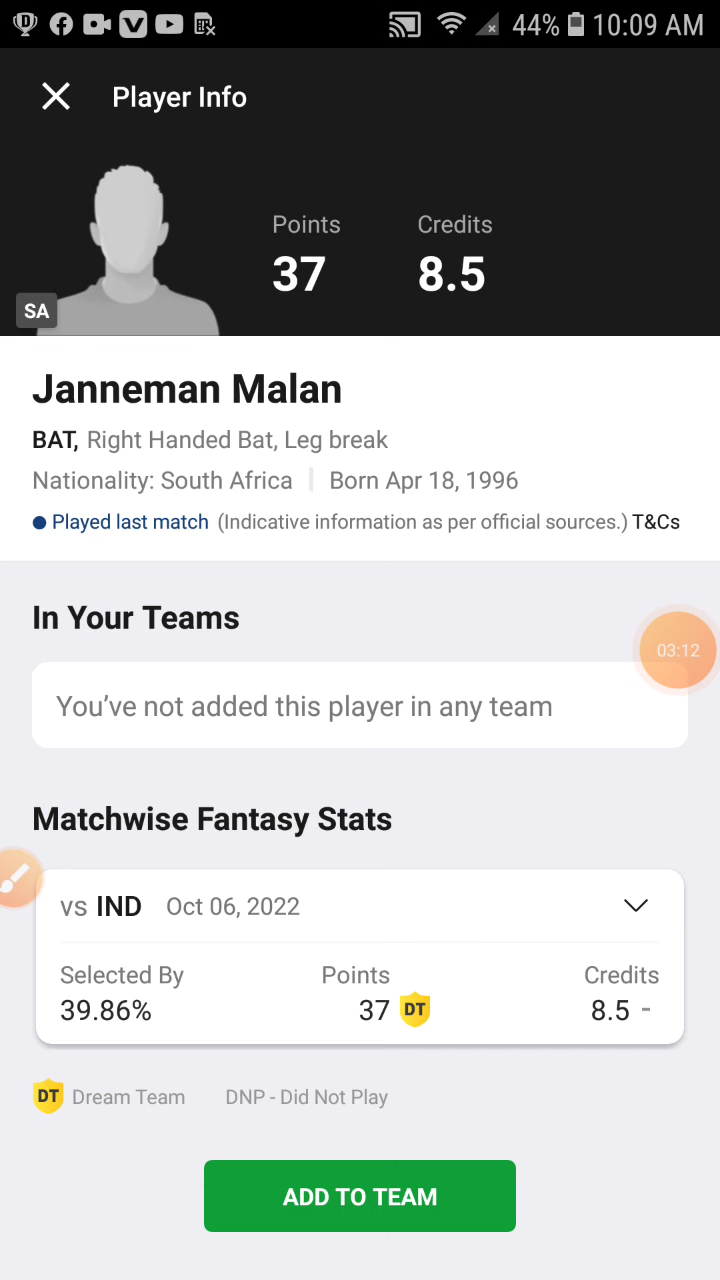 44% 10:09 AM
Player Info
Points Credits
37 8.5
SA
Janneman Malan
BAT, Right Handed Bat, Leg break
Nationality: South Africa Born Apr 18, 1996
Played last match (Indicative information as per official sources.) T&Cs
In Your Teams
03:12
You’ve not added this player in any team
Matchwise Fantasy Stats
vs IND Oct 06, 2022
Selected By Points Credits
39.86% 37 DT 8.5 -
DT Dream Team DNP - Did Not Play
ADD TO TEAM